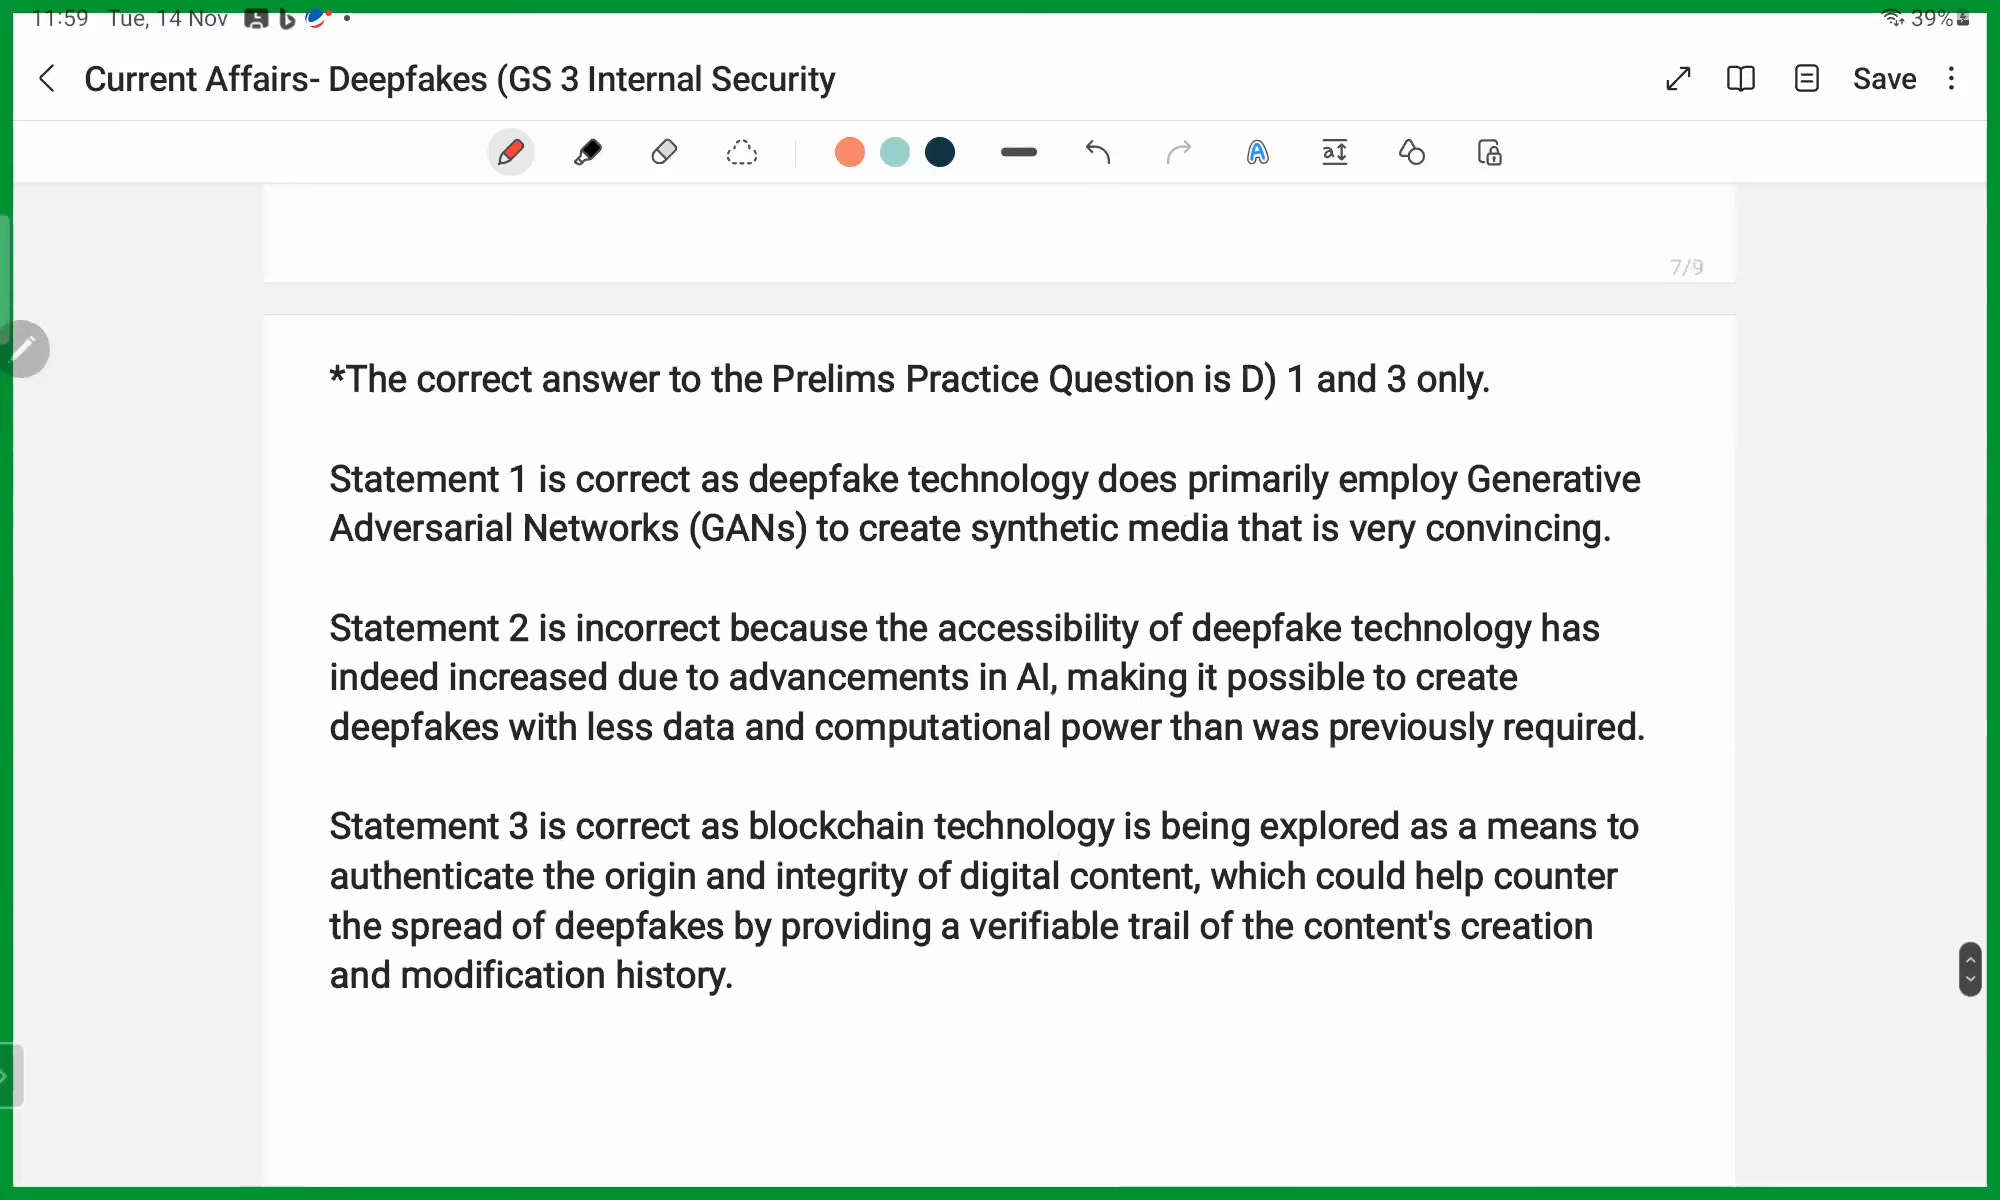 11:59 Tue, 14 Nov
39%
Current Affairs- Deepfakes (GS 3 Internal Security
Save
7/9
*The correct answer to the Prelims Practice Question is D) 1 and 3 only.
Statement 1 is correct as deepfake technology does primarily employ Generative
Adversarial Networks (GANs) to create synthetic media that is very convincing.
Statement 2 is incorrect because the accessibility of deepfake technology has
indeed increased due to advancements in AI, making it possible to create
deepfakes with less data and computational power than was previously required.
Statement 3 is correct as blockchain technology is being explored as a means to
authenticate the origin and integrity of digital content, which could help counter
the spread of deepfakes by providing a verifiable trail of the content's creation
and modification history.